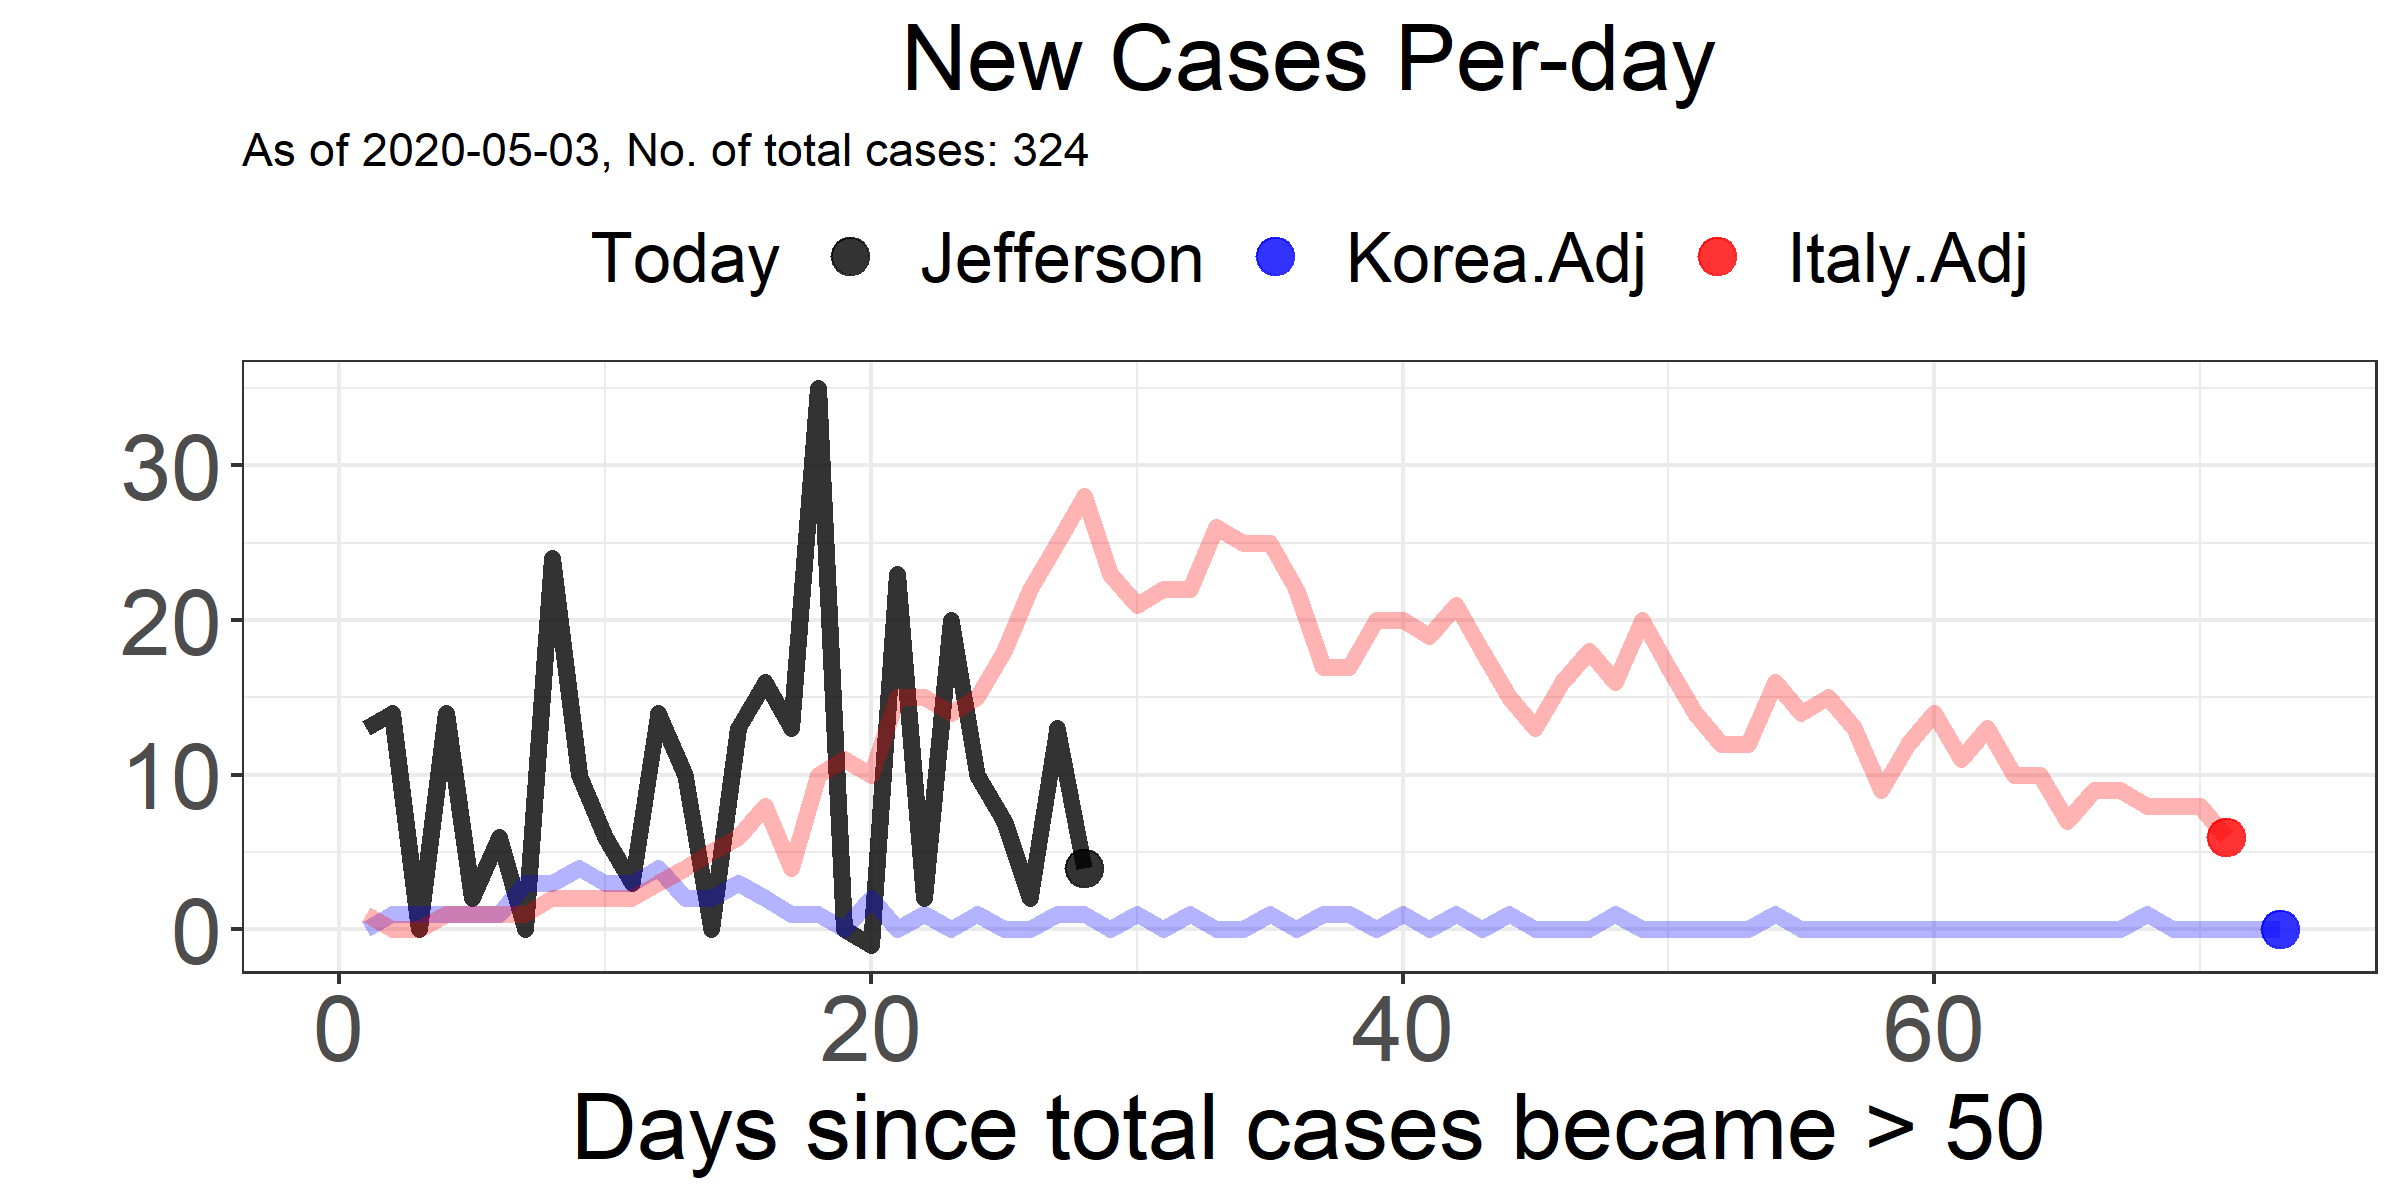 New Cases Per-day
As of 2020-05-03, No. of total cases: 324
Today Jefferson Korea.Adj Italy.Adj
30
20
10
0
0 20 40 60
Days since total cases became > 50